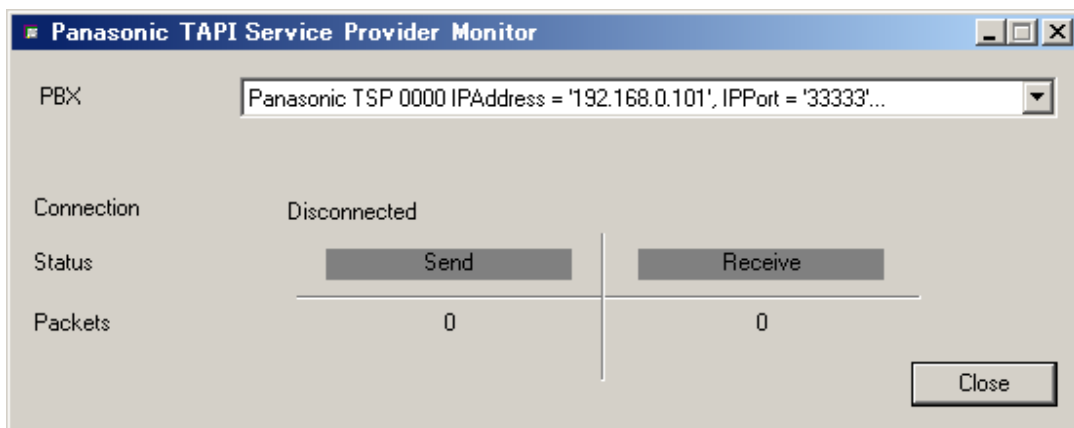 Panasonic TAPI Service Provider Monitor
PBX
Panasonic TSP 0000 IPAddress = '192.168.0.101', IPPort = '33333'...
Connection Disconnected
Status Send Receive
Packets 0 0
Close